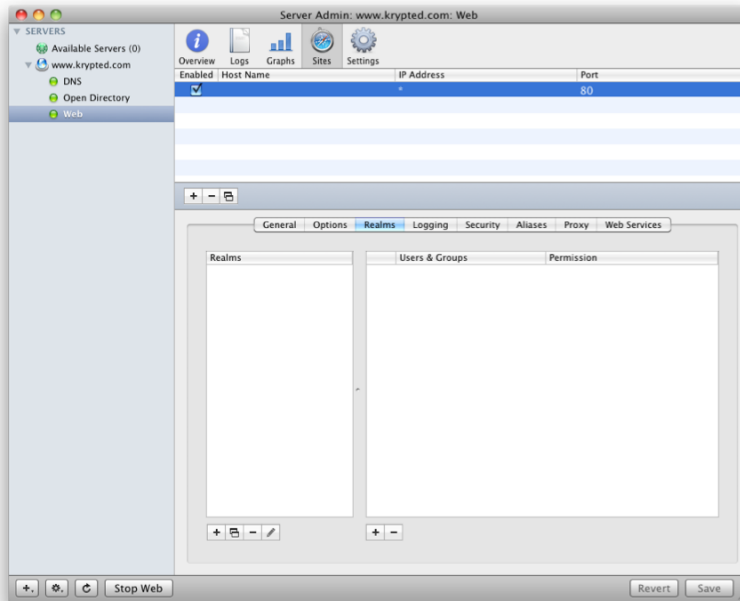 Server Admin: www.krypted.com: Web
SERVERS
Available Servers (0)
www.krypted.com
DNS
Open Directory
Web
Overview Logs Graphs Sites Settings
Enabled Host Name IP Address Port
* 80
General Options Realms Logging Security Aliases Proxy Web Services
Realms Users & Groups Permission
Stop Web Revert Save